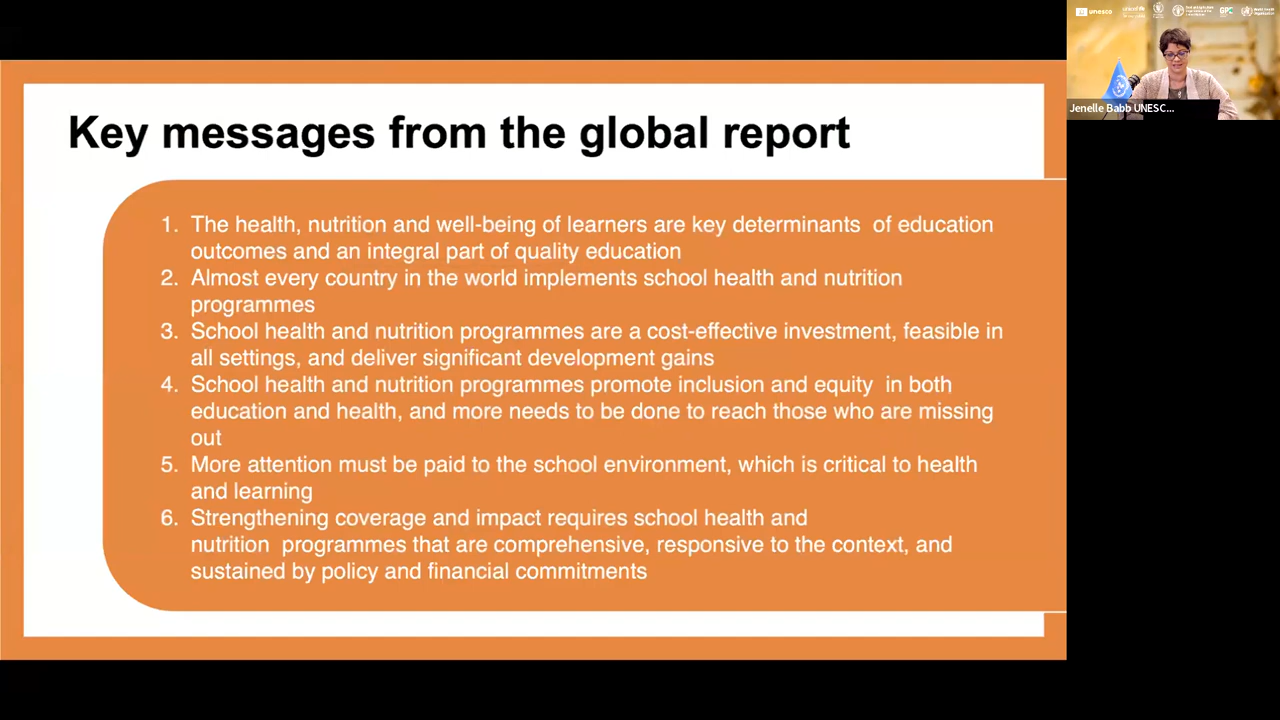 unesco
unicef
GPE
World Health
Organization
Jenelle Babb UNESC...
Key messages from the global report
1. The health, nutrition and well-being of learners are key determinants  of education
outcomes and an integral part of quality education
2. Almost every country in the world implements school health and nutrition
programmes
3. School health and nutrition programmes are a cost-effective investment, feasible in
all settings, and deliver significant development gains
4. School health and nutrition programmes promote inclusion and equity  in both
education and health, and more needs to be done to reach those who are missing
out
5. More attention must be paid to the school environment, which is critical to health
and learning
6. Strengthening coverage and impact requires school health and
nutrition  programmes that are comprehensive, responsive to the context, and
sustained by policy and financial commitments